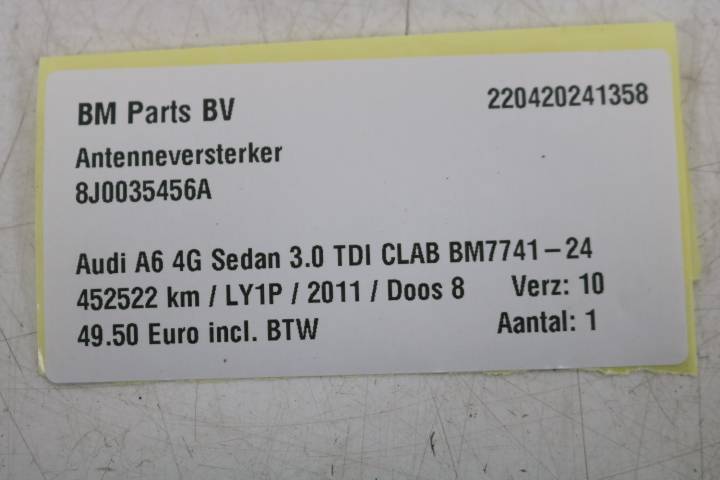 BM Parts BV 220420241358
Antenneversterker
8J0035456A
Audi A6 4G Sedan 3.0 TDI CLAB BM7741-24
452522 km / LY1P / 2011 / Doos 8 Verz: 10
49.50 Euro incl. BTW Aantal: 1